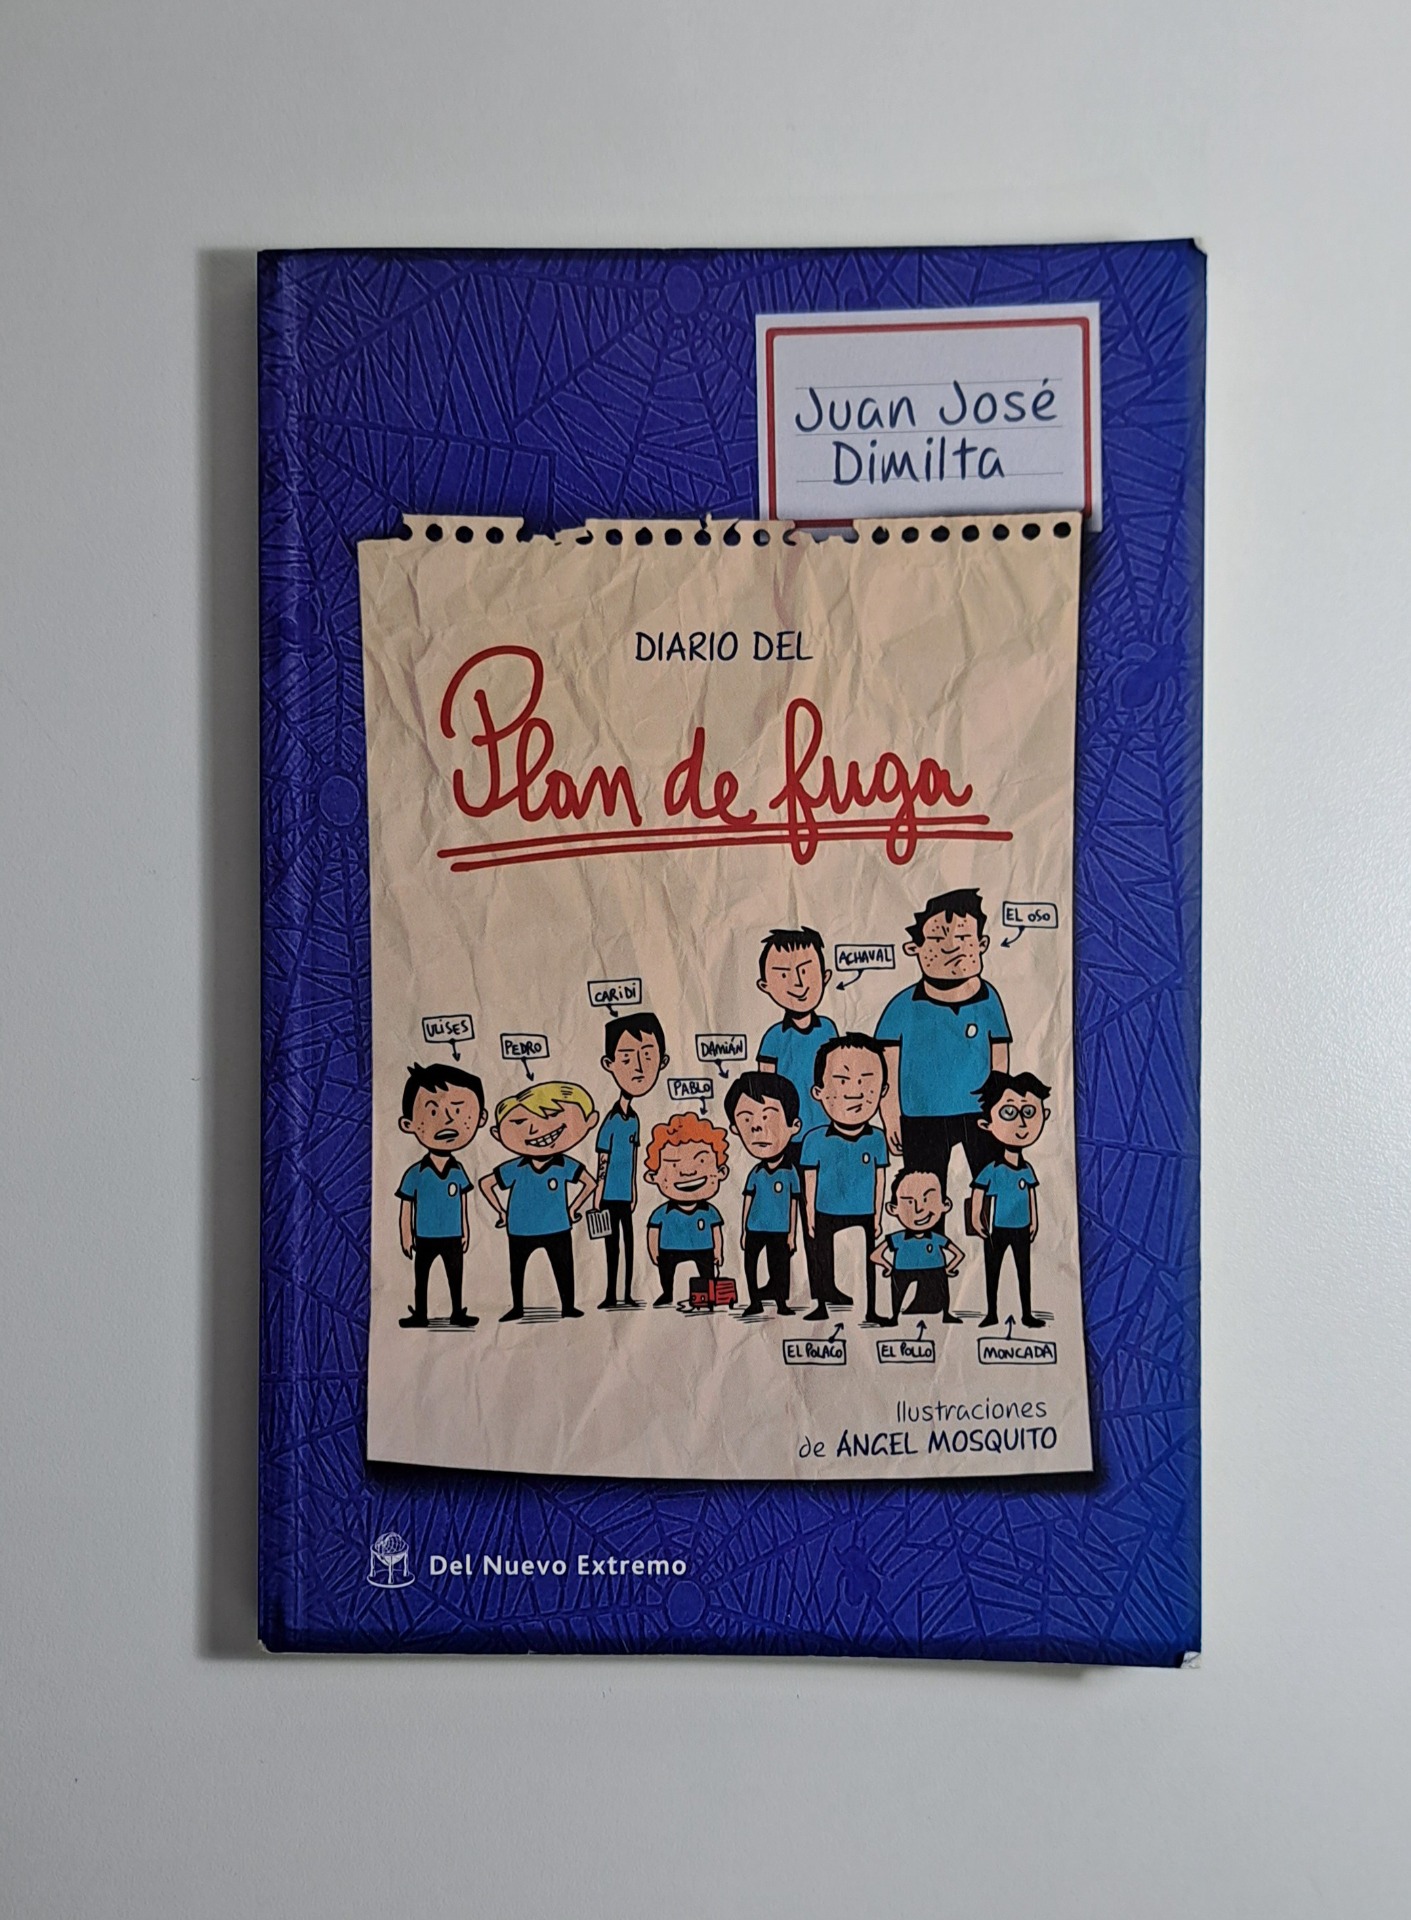 Juan José
Dimilta
DIARIO DEL
Plan de fuga
EL OSO
ACHAVAL
CARIDI
ULISES
PEDRO
DAMIÁN
PABLO
EL POLACO
EL POLLO
MONCADA
Ilustraciones
de ÁNGEL MOSQUITO
Del Nuevo Extremo